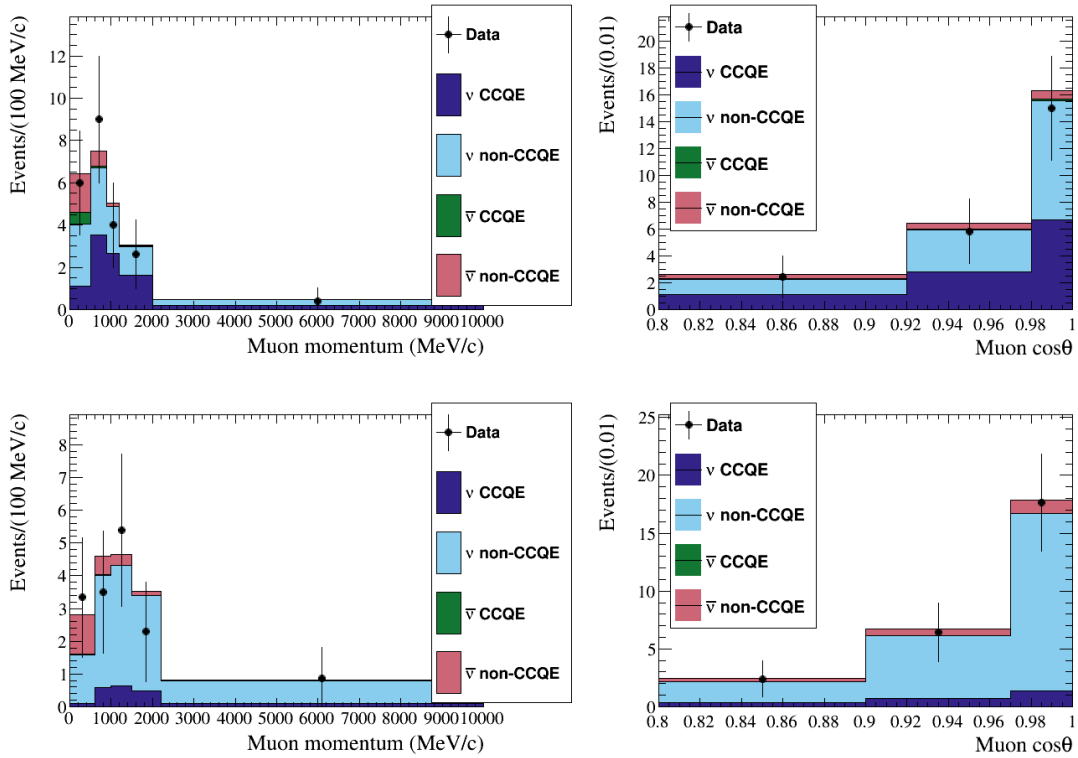 Events/(100 MeV/c)
12
10
8
6
4
2
0
0 1000 2000 3000 4000 5000 6000 7000 8000 9000 10000
Muon momentum (MeV/c)
Data
ν CCQE
ν non-CCQE
ν̅ CCQE
ν̅ non-CCQE
Events/(0.01)
20
18
16
14
12
10
8
6
4
2
0
0.8 0.82 0.84 0.86 0.88 0.9 0.92 0.94 0.96 0.98 1
Muon cosθ
Data
ν CCQE
ν non-CCQE
ν̅ CCQE
ν̅ non-CCQE
Events/(100 MeV/c)
8
7
6
5
4
3
2
1
0
0 1000 2000 3000 4000 5000 6000 7000 8000 9000 10000
Muon momentum (MeV/c)
Data
ν CCQE
ν non-CCQE
ν̅ CCQE
ν̅ non-CCQE
Events/(0.01)
25
20
15
10
5
0
0.8 0.82 0.84 0.86 0.88 0.9 0.92 0.94 0.96 0.98 1
Muon cosθ
Data
ν CCQE
ν non-CCQE
ν̅ CCQE
ν̅ non-CCQE